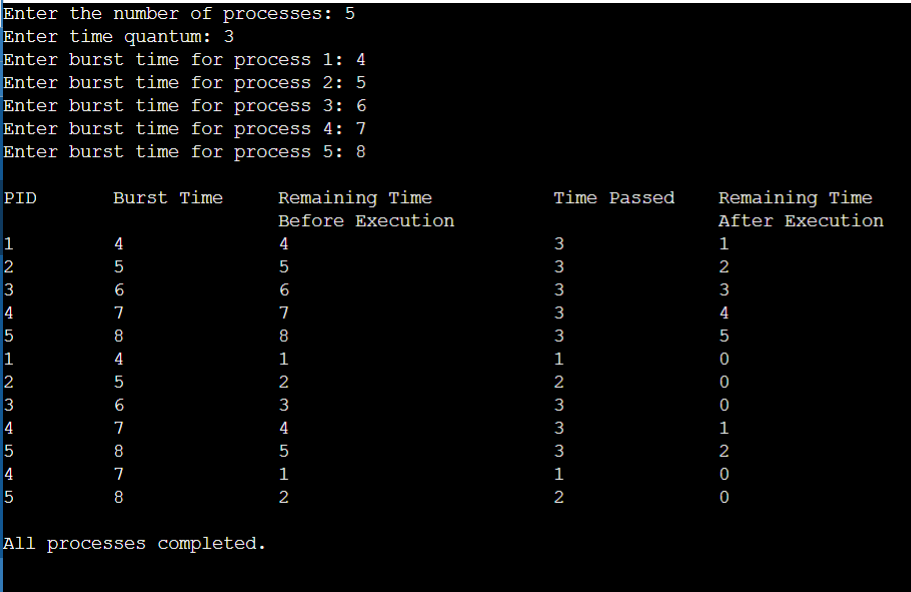 Enter the number of processes: 5
Enter time quantum: 3
Enter burst time for process 1: 4
Enter burst time for process 2: 5
Enter burst time for process 3: 6
Enter burst time for process 4: 7
Enter burst time for process 5: 8
PID Burst Time Remaining Time Time Passed Remaining Time
Before Execution After Execution
1 4 4 3 1
2 5 5 3 2
3 6 6 3 3
4 7 7 3 4
5 8 8 3 5
1 4 1 1 0
2 5 2 2 0
3 6 3 3 0
4 7 4 3 1
5 8 5 3 2
4 7 1 1 0
5 8 2 2 0
All processes completed.